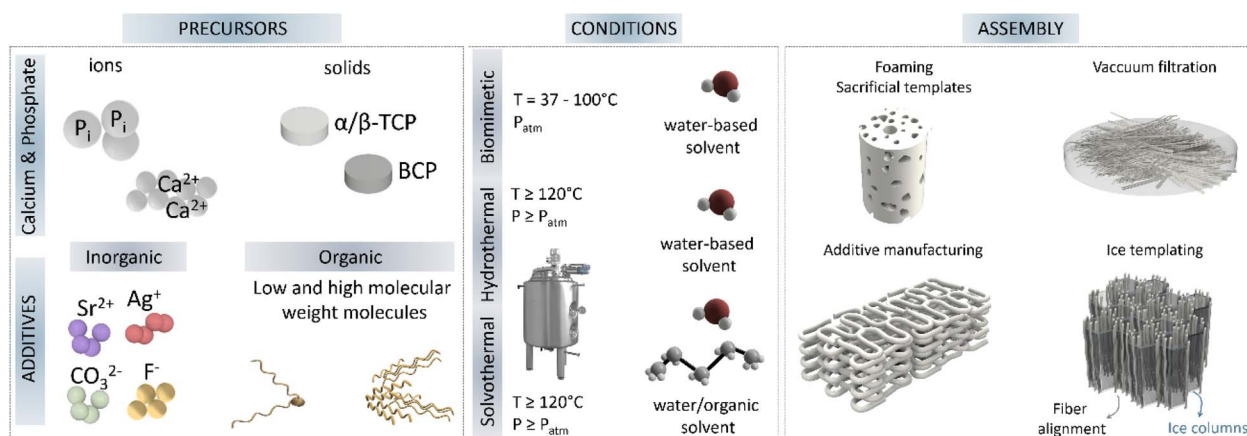 PRECURSORS
Calcium & Phosphate
ions
solids
Pi
Pi
α/β-TCP
BCP
Ca²⁺
Ca²⁺
ADDITIVES
Inorganic
Organic
Sr²⁺
Ag⁺
Low and high molecular
weight molecules
CO₃²⁻
F⁻
CONDITIONS
Biomimetic
T = 37 - 100°C
Patm
water-based
solvent
Hydrothermal
T ≥ 120°C
P ≥ Patm
water-based
solvent
Solvothermal
T ≥ 120°C
P ≥ Patm
water/organic
solvent
ASSEMBLY
Foaming
Sacrificial templates
Vaccuum filtration
Additive manufacturing
Ice templating
Fiber
alignment
Ice columns